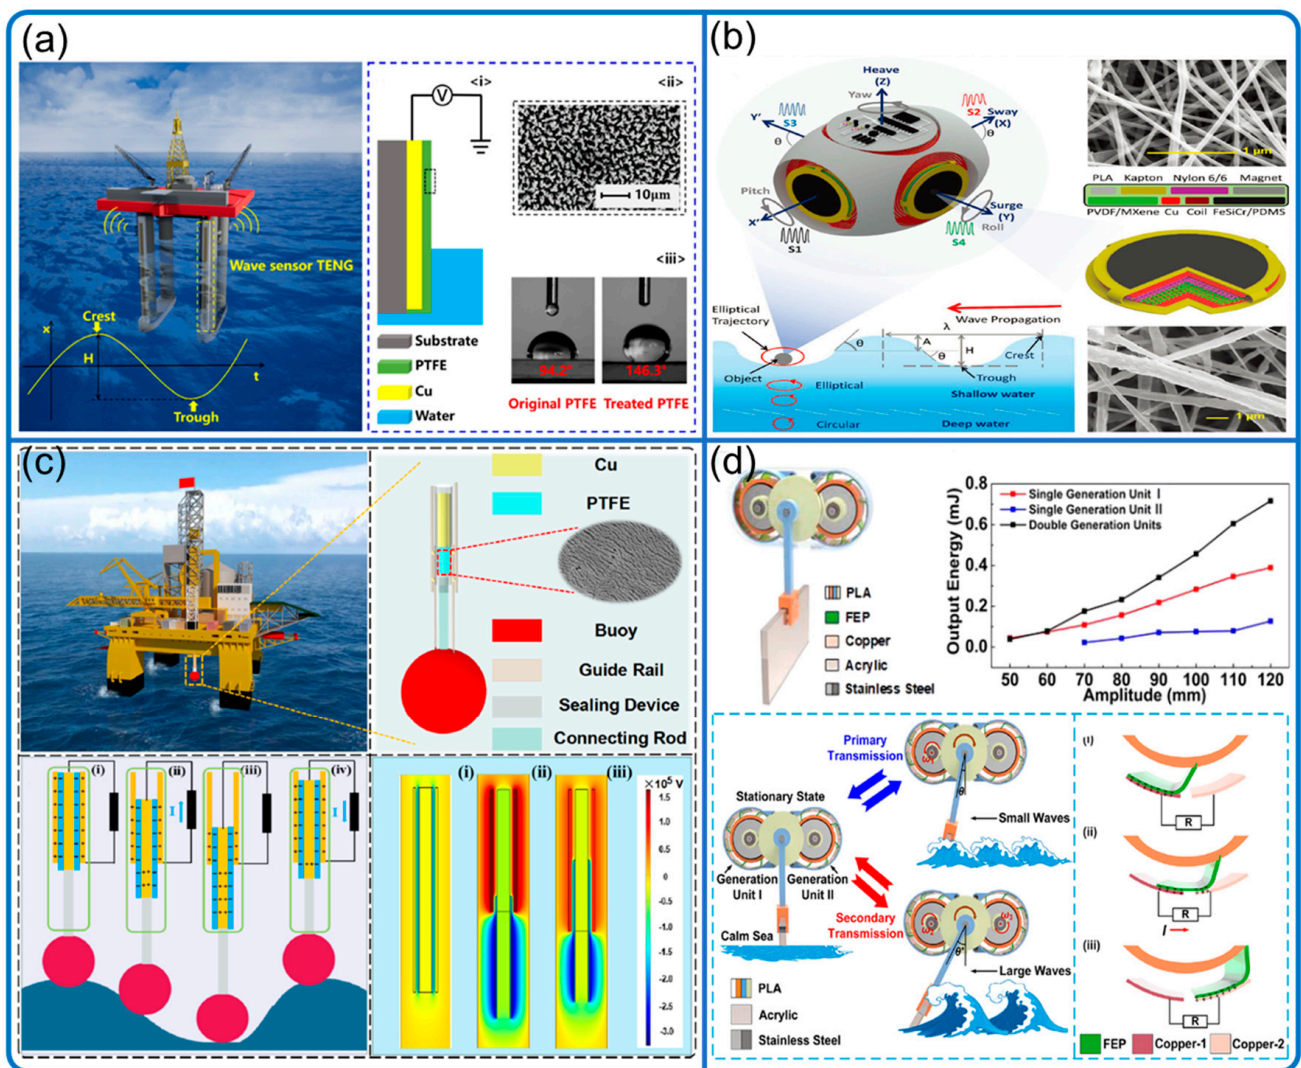 (a)
Wave sensor TENG
x
Crest
H
t
Trough
<i>
V
<ii>
10μm
<iii>
Substrate
PTFE
Cu
Water
94.2°
146.3°
Original PTFE
Treated PTFE
(b)
Heave
(Z)
Yaw
Y'
S3
θ
S2
Sway
(X)
θ
Pitch
X'
S1
Surge
(Y)
Roll
S4
1 μm
PLA Kapton Nylon 6/6 Magnet
PVDF/MXene Cu Coil FeSiCr/PDMS
Elliptical
Trajectory
Object
Wave Propagation
λ
θ
A
H
θ
Crest
Trough
Elliptical
Shallow water
Circular
Deep water
1 μm
(c)
Cu
PTFE
Buoy
Guide Rail
Sealing Device
Connecting Rod
(i)
(ii)
(iii)
(iv)
I
I
(i)
(ii)
(iii)
×10⁵ V
1.5
1.0
0.5
0
-0.5
-1.0
-1.5
-2.0
-2.5
-3.0
(d)
PLA
FEP
Copper
Acrylic
Stainless Steel
Output Energy (mJ)
0.8
0.6
0.4
0.2
0.0
Single Generation Unit I
Single Generation Unit II
Double Generation Units
50 60 70 80 90 100 110 120
Amplitude (mm)
Primary
Transmission
Stationary State
Generation
Unit I
Generation
Unit II
Secondary
Transmission
Calm Sea
ω₁
θ
Small Waves
ω₂
ω₃
θ'
Large Waves
PLA
Acrylic
Stainless Steel
(i)
R
(ii)
R
I
(iii)
R
FEP Copper-1 Copper-2